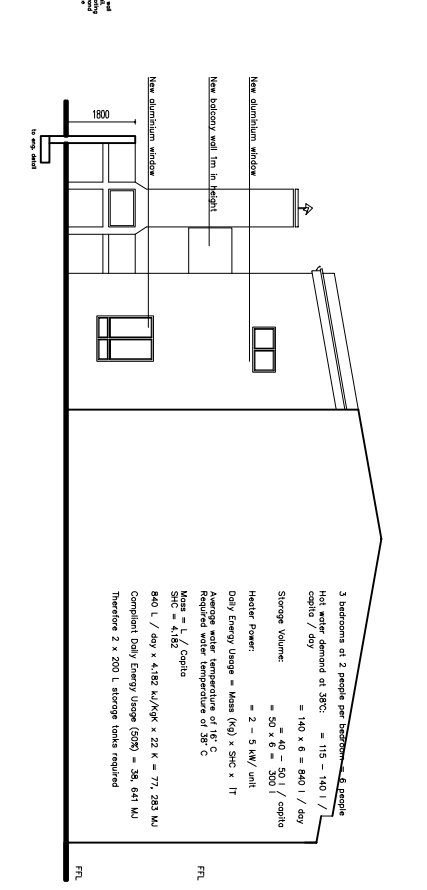 1800
to eng. detail
New aluminium window
New balcony wall 1m in height
New aluminium window
3 bedrooms at 2 people per bedroom = 6 people
Hot water demand at 38°C:   = 115 - 140 l /
capita / day
= 140 x 6 = 840 l / day
Storage Volume:   = 40 - 50 l / capita
= 50 x 6 = 300 l
Heater Power:   = 2 - 5 kW/ unit
Daily Energy Usage = Mass (Kg) x SHC x  lT
Average water temperature of 16° C
Required water temperature of 38° C
Mass = L / Capita
SHC = 4.182
840 L / day x 4.182 kJ/KgK x 22 K = 77, 283 MJ
Compliant Daily Energy Usage (50%) = 38, 641 MJ
Therefore 2 x 200 L storage tanks required
FFL
FFL